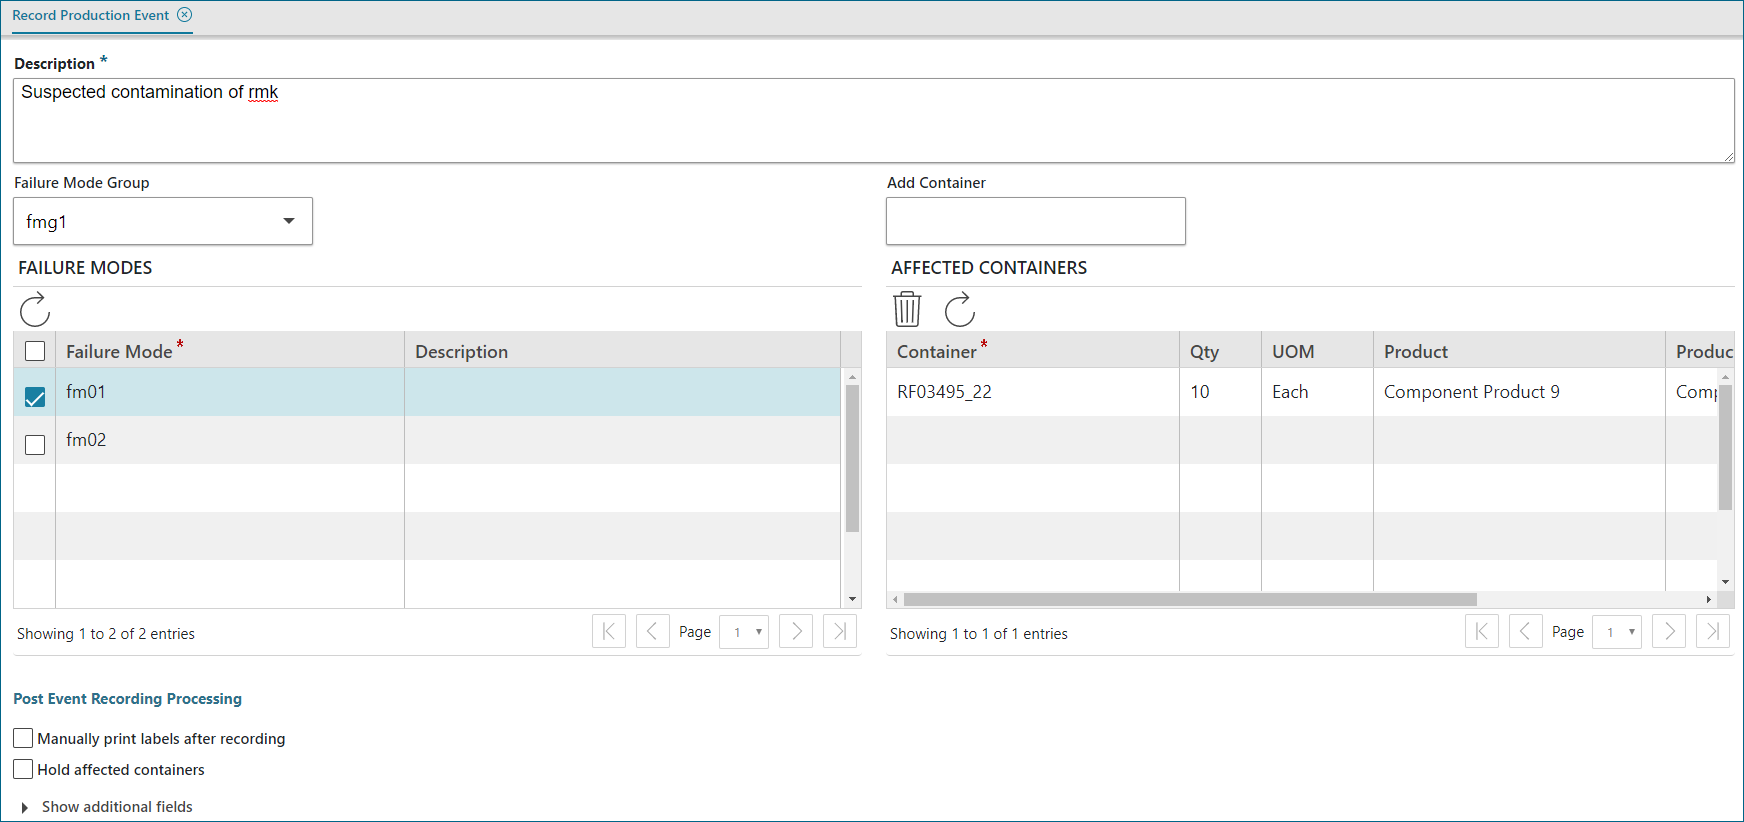 Record Production Event
Description *
Suspected contamination of rmk
Failure Mode Group
fmg1
Add Container
FAILURE MODES
Failure Mode * Description
fm01
fm02
Showing 1 to 2 of 2 entries
Page 1
AFFECTED CONTAINERS
Container * Qty UOM Product Produc
RF03495_22 10 Each Component Product 9 Comp
Showing 1 to 1 of 1 entries
Page 1
Post Event Recording Processing
Manually print labels after recording
Hold affected containers
Show additional fields